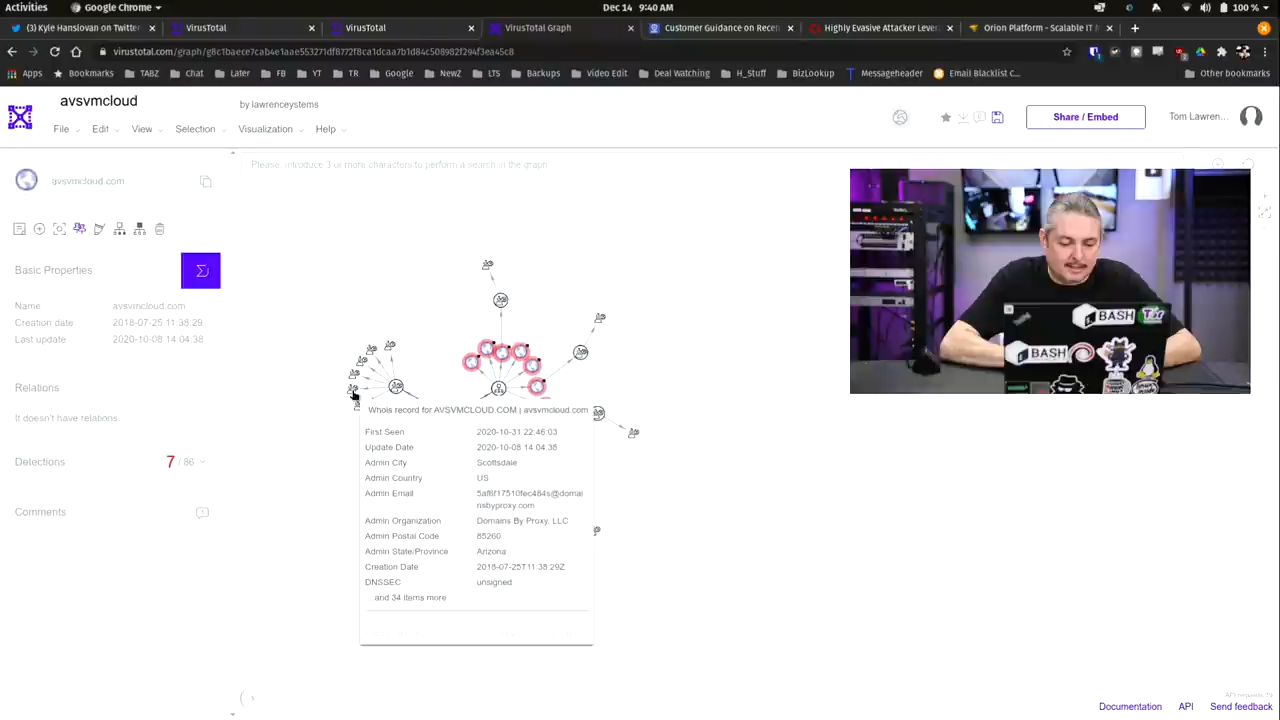 Activities
Google Chrome
Dec 14 9:40 AM
100 %
(3) Kyle Hanslovan on Twitter
VirusTotal
VirusTotal
VirusTotal Graph
Customer Guidance on Recen
Highly Evasive Attacker Lever
Orion Platform - Scalable IT M
virustotal.com/graph/g8c1baece7cab4e1aae553271df8772f8ca1dcaa7b1d84c508982f294f3ea45c8
Apps
Bookmarks
TABZ
Chat
Later
FB
YT
TR
Google
NewZ
LTS
Backups
Video Edit
Deal Watching
H_Stuff
BizLookup
Messageheader
Email Blacklist C...
Other bookmarks
avsvmcloud
by lawrenceystems
File
Edit
View
Selection
Visualization
Help
Share / Embed
Tom Lawren...
Please, introduce 3 or more characters to perform a search in the graph
avsvmcloud.com
Basic Properties
Name avsvmcloud.com
Creation date 2018-07-25 11:38:29
Last update 2020-10-08 14:04:38
Relations
It doesn't have relations.
Detections 7 / 86
Comments
Whois record for AVSVMCLOUD.COM | avsvmcloud.com
First Seen 2020-10-31 22:46:03
Update Date 2020-10-08 14:04:38
Admin City Scottsdale
Admin Country US
Admin Email 5af6f17510fec484s@domai
nsbyproxy.com
Admin Organization Domains By Proxy, LLC
Admin Postal Code 85260
Admin State/Province Arizona
Creation Date 2018-07-25T11:38:29Z
DNSSEC unsigned
... and 34 items more
BASH
BASH
Documentation
API
Send feedback